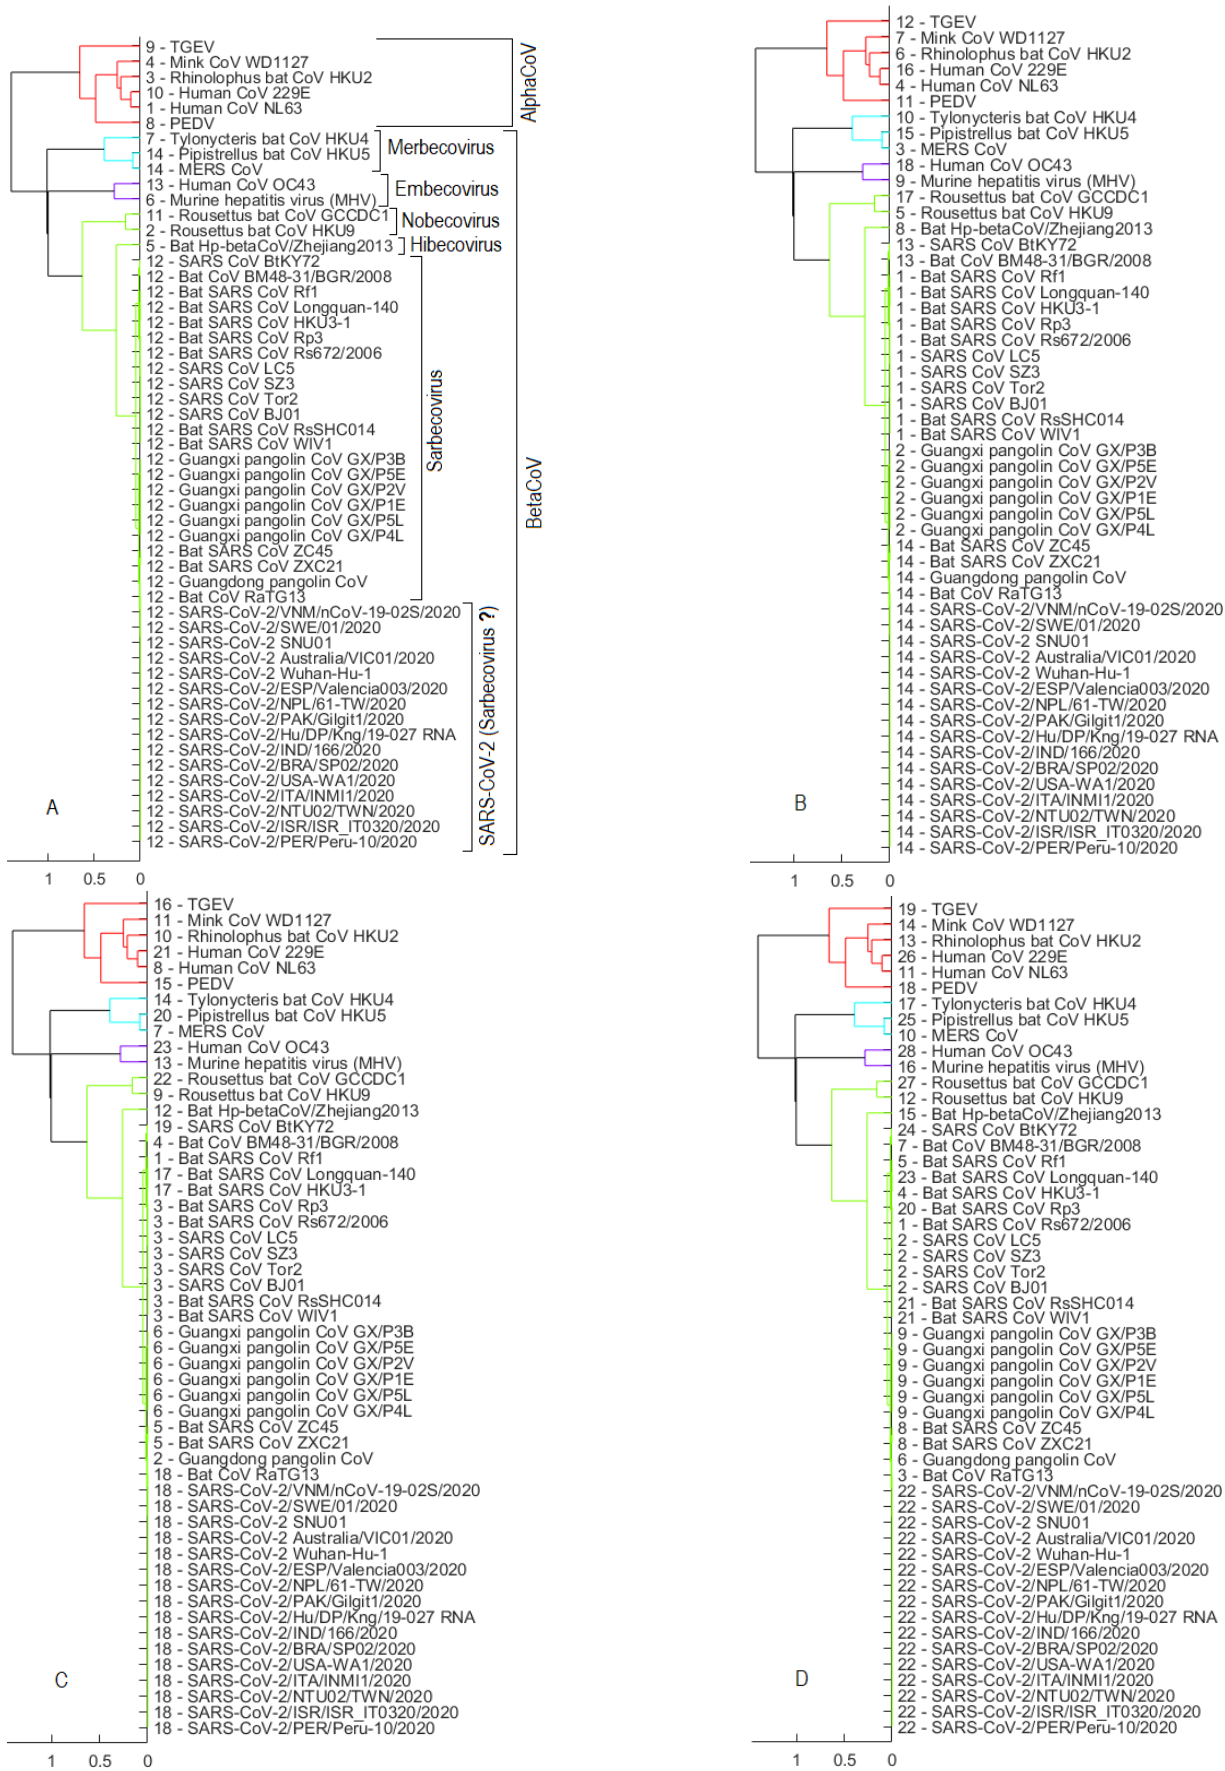 9 - TGEV
4 - Mink CoV WD1127
3 - Rhinolophus bat CoV HKU2
10 - Human CoV 229E
1 - Human CoV NL63
8 - PEDV
7 - Tylonycteris bat CoV HKU4
14 - Pipistrellus bat CoV HKU5
14 - MERS CoV
13 - Human CoV OC43
6 - Murine hepatitis virus (MHV)
11 - Rousettus bat CoV GCCDC1
2 - Rousettus bat CoV HKU9
5 - Bat Hp-betaCoV/Zhejiang2013
12 - SARS CoV BtKY72
12 - Bat CoV BM48-31/BGR/2008
12 - Bat SARS CoV Rf1
12 - Bat SARS CoV Longquan-140
12 - Bat SARS CoV HKU3-1
12 - Bat SARS CoV Rp3
12 - Bat SARS CoV Rs672/2006
12 - SARS CoV LC5
12 - SARS CoV SZ3
12 - SARS CoV Tor2
12 - SARS CoV BJ01
12 - Bat SARS CoV RsSHC014
12 - Bat SARS CoV WIV1
12 - Guangxi pangolin CoV GX/P3B
12 - Guangxi pangolin CoV GX/P5E
12 - Guangxi pangolin CoV GX/P2V
12 - Guangxi pangolin CoV GX/P1E
12 - Guangxi pangolin CoV GX/P5L
12 - Guangxi pangolin CoV GX/P4L
12 - Bat SARS CoV ZC45
12 - Bat SARS CoV ZXC21
12 - Guangdong pangolin CoV
12 - Bat CoV RaTG13
12 - SARS-CoV-2/VNM/nCoV-19-02S/2020
12 - SARS-CoV-2/SWE/01/2020
12 - SARS-CoV-2 SNU01
12 - SARS-CoV-2 Australia/VIC01/2020
12 - SARS-CoV-2 Wuhan-Hu-1
12 - SARS-CoV-2/ESP/Valencia003/2020
12 - SARS-CoV-2/NPL/61-TW/2020
12 - SARS-CoV-2/PAK/Gilgit1/2020
12 - SARS-CoV-2/Hu/DP/Kng/19-027 RNA
12 - SARS-CoV-2/IND/166/2020
12 - SARS-CoV-2/BRA/SP02/2020
12 - SARS-CoV-2/USA-WA1/2020
12 - SARS-CoV-2/ITA/INMI1/2020
12 - SARS-CoV-2/NTU02/TWN/2020
12 - SARS-CoV-2/ISR/ISR_IT0320/2020
12 - SARS-CoV-2/PER/Peru-10/2020
AlphaCoV
Merbecovirus
Embecovirus
Nobecovirus
Hibecovirus
Sarbecovirus
BetaCoV
SARS-CoV-2 (Sarbecovirus ?)
A
1 0.5 0
12 - TGEV
7 - Mink CoV WD1127
6 - Rhinolophus bat CoV HKU2
16 - Human CoV 229E
4 - Human CoV NL63
11 - PEDV
10 - Tylonycteris bat CoV HKU4
15 - Pipistrellus bat CoV HKU5
3 - MERS CoV
18 - Human CoV OC43
9 - Murine hepatitis virus (MHV)
17 - Rousettus bat CoV GCCDC1
5 - Rousettus bat CoV HKU9
8 - Bat Hp-betaCoV/Zhejiang2013
13 - SARS CoV BtKY72
13 - Bat CoV BM48-31/BGR/2008
1 - Bat SARS CoV Rf1
1 - Bat SARS CoV Longquan-140
1 - Bat SARS CoV HKU3-1
1 - Bat SARS CoV Rp3
1 - Bat SARS CoV Rs672/2006
1 - SARS CoV LC5
1 - SARS CoV SZ3
1 - SARS CoV Tor2
1 - SARS CoV BJ01
1 - Bat SARS CoV RsSHC014
1 - Bat SARS CoV WIV1
2 - Guangxi pangolin CoV GX/P3B
2 - Guangxi pangolin CoV GX/P5E
2 - Guangxi pangolin CoV GX/P2V
2 - Guangxi pangolin CoV GX/P1E
2 - Guangxi pangolin CoV GX/P5L
2 - Guangxi pangolin CoV GX/P4L
14 - Bat SARS CoV ZC45
14 - Bat SARS CoV ZXC21
14 - Guangdong pangolin CoV
14 - Bat CoV RaTG13
14 - SARS-CoV-2/VNM/nCoV-19-02S/2020
14 - SARS-CoV-2/SWE/01/2020
14 - SARS-CoV-2 SNU01
14 - SARS-CoV-2 Australia/VIC01/2020
14 - SARS-CoV-2 Wuhan-Hu-1
14 - SARS-CoV-2/ESP/Valencia003/2020
14 - SARS-CoV-2/NPL/61-TW/2020
14 - SARS-CoV-2/PAK/Gilgit1/2020
14 - SARS-CoV-2/Hu/DP/Kng/19-027 RNA
14 - SARS-CoV-2/IND/166/2020
14 - SARS-CoV-2/BRA/SP02/2020
14 - SARS-CoV-2/USA-WA1/2020
14 - SARS-CoV-2/ITA/INMI1/2020
14 - SARS-CoV-2/NTU02/TWN/2020
14 - SARS-CoV-2/ISR/ISR_IT0320/2020
14 - SARS-CoV-2/PER/Peru-10/2020
B
1 0.5 0
16 - TGEV
11 - Mink CoV WD1127
10 - Rhinolophus bat CoV HKU2
21 - Human CoV 229E
8 - Human CoV NL63
15 - PEDV
14 - Tylonycteris bat CoV HKU4
20 - Pipistrellus bat CoV HKU5
7 - MERS CoV
23 - Human CoV OC43
13 - Murine hepatitis virus (MHV)
22 - Rousettus bat CoV GCCDC1
9 - Rousettus bat CoV HKU9
12 - Bat Hp-betaCoV/Zhejiang2013
19 - SARS CoV BtKY72
4 - Bat CoV BM48-31/BGR/2008
1 - Bat SARS CoV Rf1
17 - Bat SARS CoV Longquan-140
17 - Bat SARS CoV HKU3-1
3 - Bat SARS CoV Rp3
3 - Bat SARS CoV Rs672/2006
3 - SARS CoV LC5
3 - SARS CoV SZ3
3 - SARS CoV Tor2
3 - SARS CoV BJ01
3 - Bat SARS CoV RsSHC014
3 - Bat SARS CoV WIV1
6 - Guangxi pangolin CoV GX/P3B
6 - Guangxi pangolin CoV GX/P5E
6 - Guangxi pangolin CoV GX/P2V
6 - Guangxi pangolin CoV GX/P1E
6 - Guangxi pangolin CoV GX/P5L
6 - Guangxi pangolin CoV GX/P4L
5 - Bat SARS CoV ZC45
5 - Bat SARS CoV ZXC21
2 - Guangdong pangolin CoV
18 - Bat CoV RaTG13
18 - SARS-CoV-2/VNM/nCoV-19-02S/2020
18 - SARS-CoV-2/SWE/01/2020
18 - SARS-CoV-2 SNU01
18 - SARS-CoV-2 Australia/VIC01/2020
18 - SARS-CoV-2 Wuhan-Hu-1
18 - SARS-CoV-2/ESP/Valencia003/2020
18 - SARS-CoV-2/NPL/61-TW/2020
18 - SARS-CoV-2/PAK/Gilgit1/2020
18 - SARS-CoV-2/Hu/DP/Kng/19-027 RNA
18 - SARS-CoV-2/IND/166/2020
18 - SARS-CoV-2/BRA/SP02/2020
18 - SARS-CoV-2/USA-WA1/2020
18 - SARS-CoV-2/ITA/INMI1/2020
18 - SARS-CoV-2/NTU02/TWN/2020
18 - SARS-CoV-2/ISR/ISR_IT0320/2020
18 - SARS-CoV-2/PER/Peru-10/2020
C
1 0.5 0
19 - TGEV
14 - Mink CoV WD1127
13 - Rhinolophus bat CoV HKU2
26 - Human CoV 229E
11 - Human CoV NL63
18 - PEDV
17 - Tylonycteris bat CoV HKU4
25 - Pipistrellus bat CoV HKU5
10 - MERS CoV
28 - Human CoV OC43
16 - Murine hepatitis virus (MHV)
27 - Rousettus bat CoV GCCDC1
12 - Rousettus bat CoV HKU9
15 - Bat Hp-betaCoV/Zhejiang2013
24 - SARS CoV BtKY72
7 - Bat CoV BM48-31/BGR/2008
5 - Bat SARS CoV Rf1
23 - Bat SARS CoV Longquan-140
4 - Bat SARS CoV HKU3-1
20 - Bat SARS CoV Rp3
1 - Bat SARS CoV Rs672/2006
2 - SARS CoV LC5
2 - SARS CoV SZ3
2 - SARS CoV Tor2
2 - SARS CoV BJ01
21 - Bat SARS CoV RsSHC014
21 - Bat SARS CoV WIV1
9 - Guangxi pangolin CoV GX/P3B
9 - Guangxi pangolin CoV GX/P5E
9 - Guangxi pangolin CoV GX/P2V
9 - Guangxi pangolin CoV GX/P1E
9 - Guangxi pangolin CoV GX/P5L
9 - Guangxi pangolin CoV GX/P4L
8 - Bat SARS CoV ZC45
8 - Bat SARS CoV ZXC21
6 - Guangdong pangolin CoV
3 - Bat CoV RaTG13
22 - SARS-CoV-2/VNM/nCoV-19-02S/2020
22 - SARS-CoV-2/SWE/01/2020
22 - SARS-CoV-2 SNU01
22 - SARS-CoV-2 Australia/VIC01/2020
22 - SARS-CoV-2 Wuhan-Hu-1
22 - SARS-CoV-2/ESP/Valencia003/2020
22 - SARS-CoV-2/NPL/61-TW/2020
22 - SARS-CoV-2/PAK/Gilgit1/2020
22 - SARS-CoV-2/Hu/DP/Kng/19-027 RNA
22 - SARS-CoV-2/IND/166/2020
22 - SARS-CoV-2/BRA/SP02/2020
22 - SARS-CoV-2/USA-WA1/2020
22 - SARS-CoV-2/ITA/INMI1/2020
22 - SARS-CoV-2/NTU02/TWN/2020
22 - SARS-CoV-2/ISR/ISR_IT0320/2020
22 - SARS-CoV-2/PER/Peru-10/2020
D
1 0.5 0